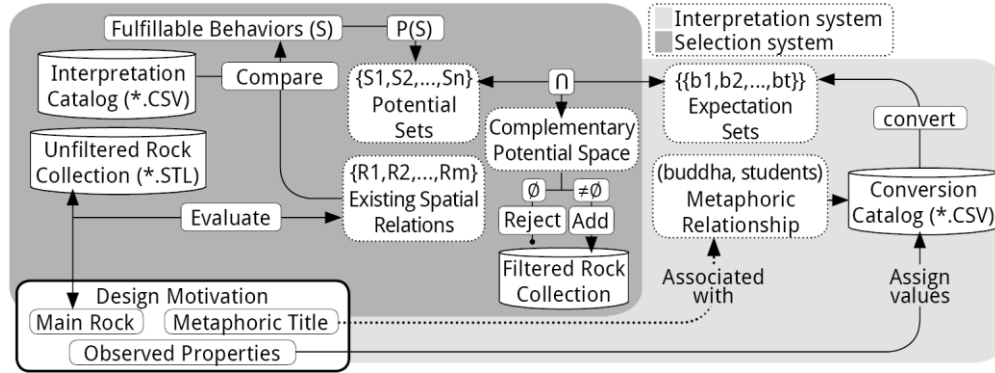 Fulfillable Behaviors (S)
P(S)
Interpretation system
Selection system
Interpretation
Catalog (*.CSV)
Compare
{S1,S2,...,Sn}
Potential
Sets
∩
{{b1,b2,...,bt}}
Expectation
Sets
convert
Unfiltered Rock
Collection (*.STL)
Complementary
Potential Space
{R1,R2,...,Rm}
Existing Spatial
Relations
Evaluate
Ø
≠Ø
Reject
Add
(buddha, students)
Metaphoric
Relationship
Conversion
Catalog (*.CSV)
Filtered Rock
Collection
Associated
with
Assign
values
Design Motivation
Main Rock
Metaphoric Title
Observed Properties